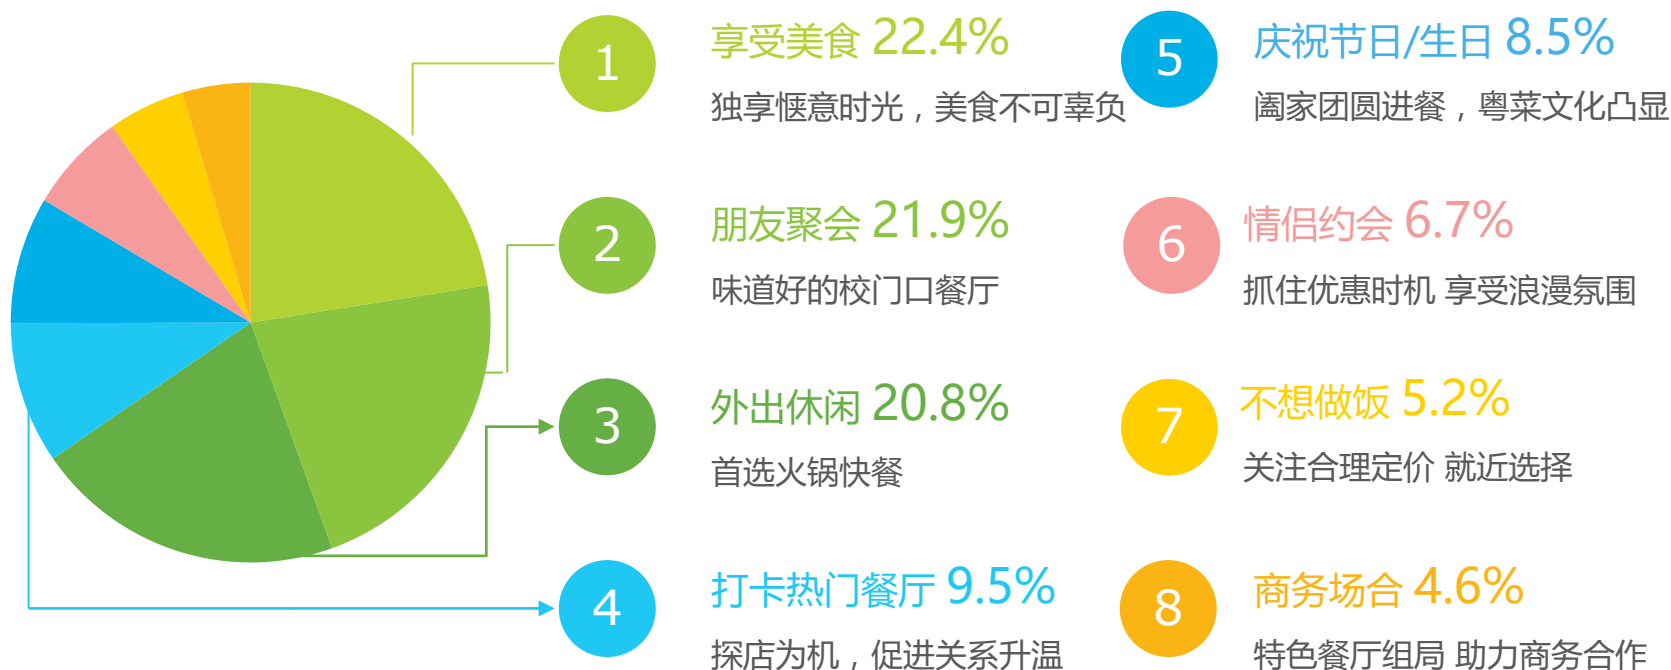 1
享受美食 22.4%
独享惬意时光，美食不可辜负
2
朋友聚会 21.9%
味道好的校门口餐厅
3
外出休闲 20.8%
首选火锅快餐
4
打卡热门餐厅 9.5%
探店为机，促进关系升温
5
庆祝节日/生日 8.5%
阖家团圆进餐，粤菜文化凸显
6
情侣约会 6.7%
抓住优惠时机 享受浪漫氛围
7
不想做饭 5.2%
关注合理定价 就近选择
8
商务场合 4.6%
特色餐厅组局 助力商务合作